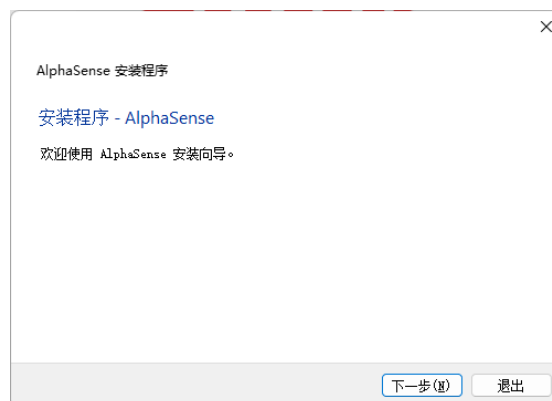 AlphaSense 安装程序
安装程序 - AlphaSense
欢迎使用 AlphaSense 安装向导。
下一步(N)
退出